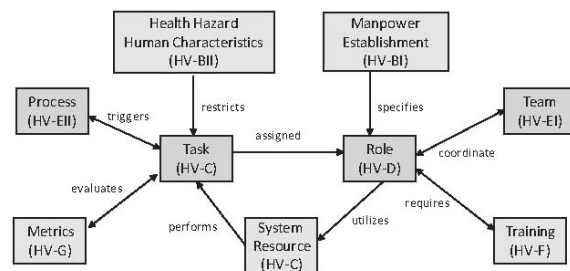 Health Hazard
Human Characteristics
(HV-BII)
Manpower
Establishment
(HV-BI)
restricts
specifies
Process
(HV-EII)
triggers
Task
(HV-C)
assigned
Role
(HV-D)
Team
(HV-EI)
coordinate
evaluates
performs
utilizes
requires
Metrics
(HV-G)
System
Resource
(HV-C)
Training
(HV-F)